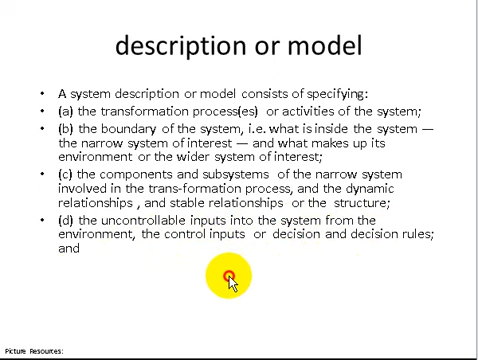 description or model
• A system description or model consists of specifying:
• (a) the transformation process(es) or activities of the system;
• (b) the boundary of the system, i.e. what is inside the system —
the narrow system of interest — and what makes up its
environment or the wider system of interest;
• (c) the components and subsystems of the narrow system
involved in the trans-formation process, and the dynamic
relationships , and stable relationships or the structure;
• (d) the uncontrollable inputs into the system from the
environment, the control inputs or decision and decision rules;
and
Picture Resources: